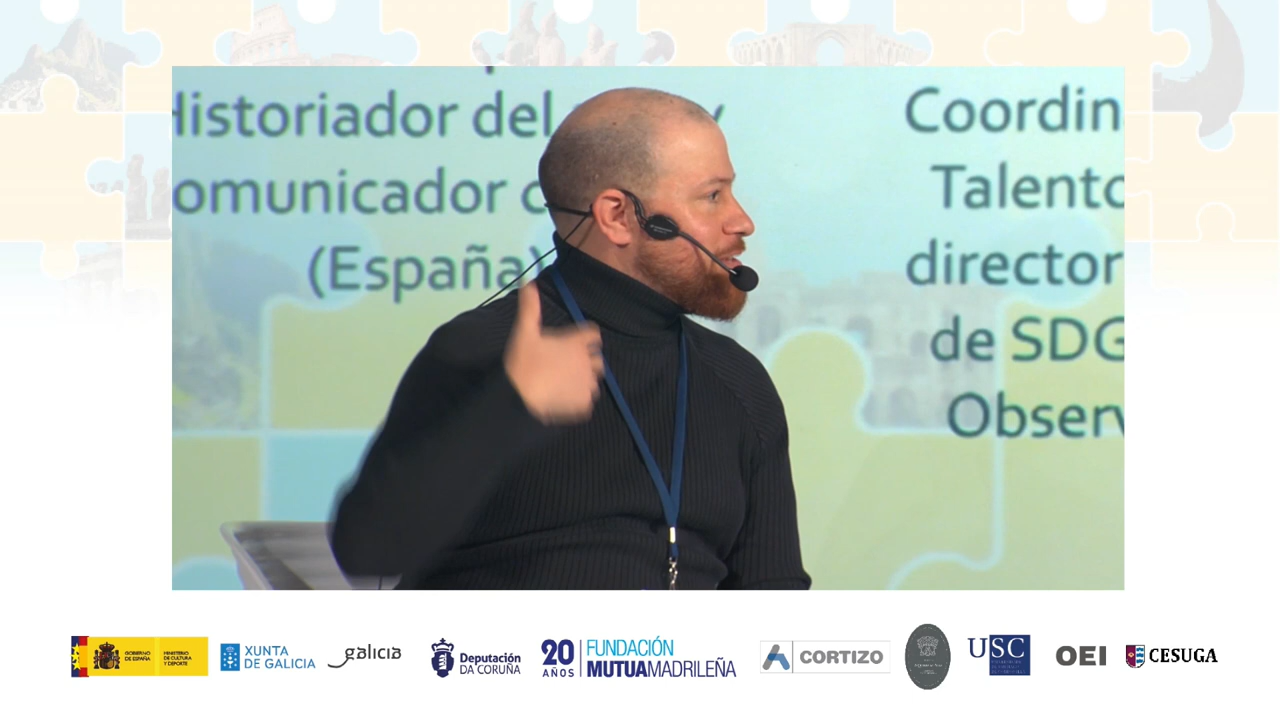 Historiador del
y
Comunicador
(España)
Coordin
Talento
director
de SDG
Observ
GOBIERNO
DE ESPAÑA
MINISTERIO
DE CULTURA
Y DEPORTE
XUNTA
DE GALICIA
galicia
Deputación
DA CORUÑA
20
AÑOS
FUNDACIÓN
MUTUAMADRILEÑA
CORTIZO
USC
OEI
CESUGA